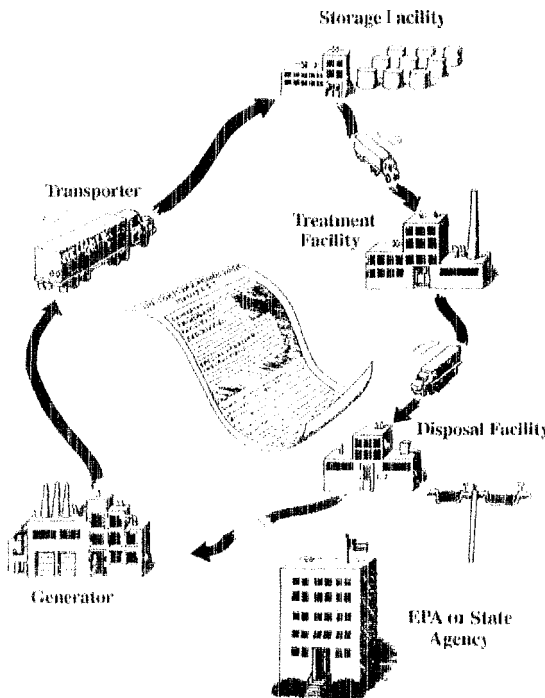 Storage Facility
Transporter
Treatment
Facility
Disposal Facility
Generator
EPA or State
Agency